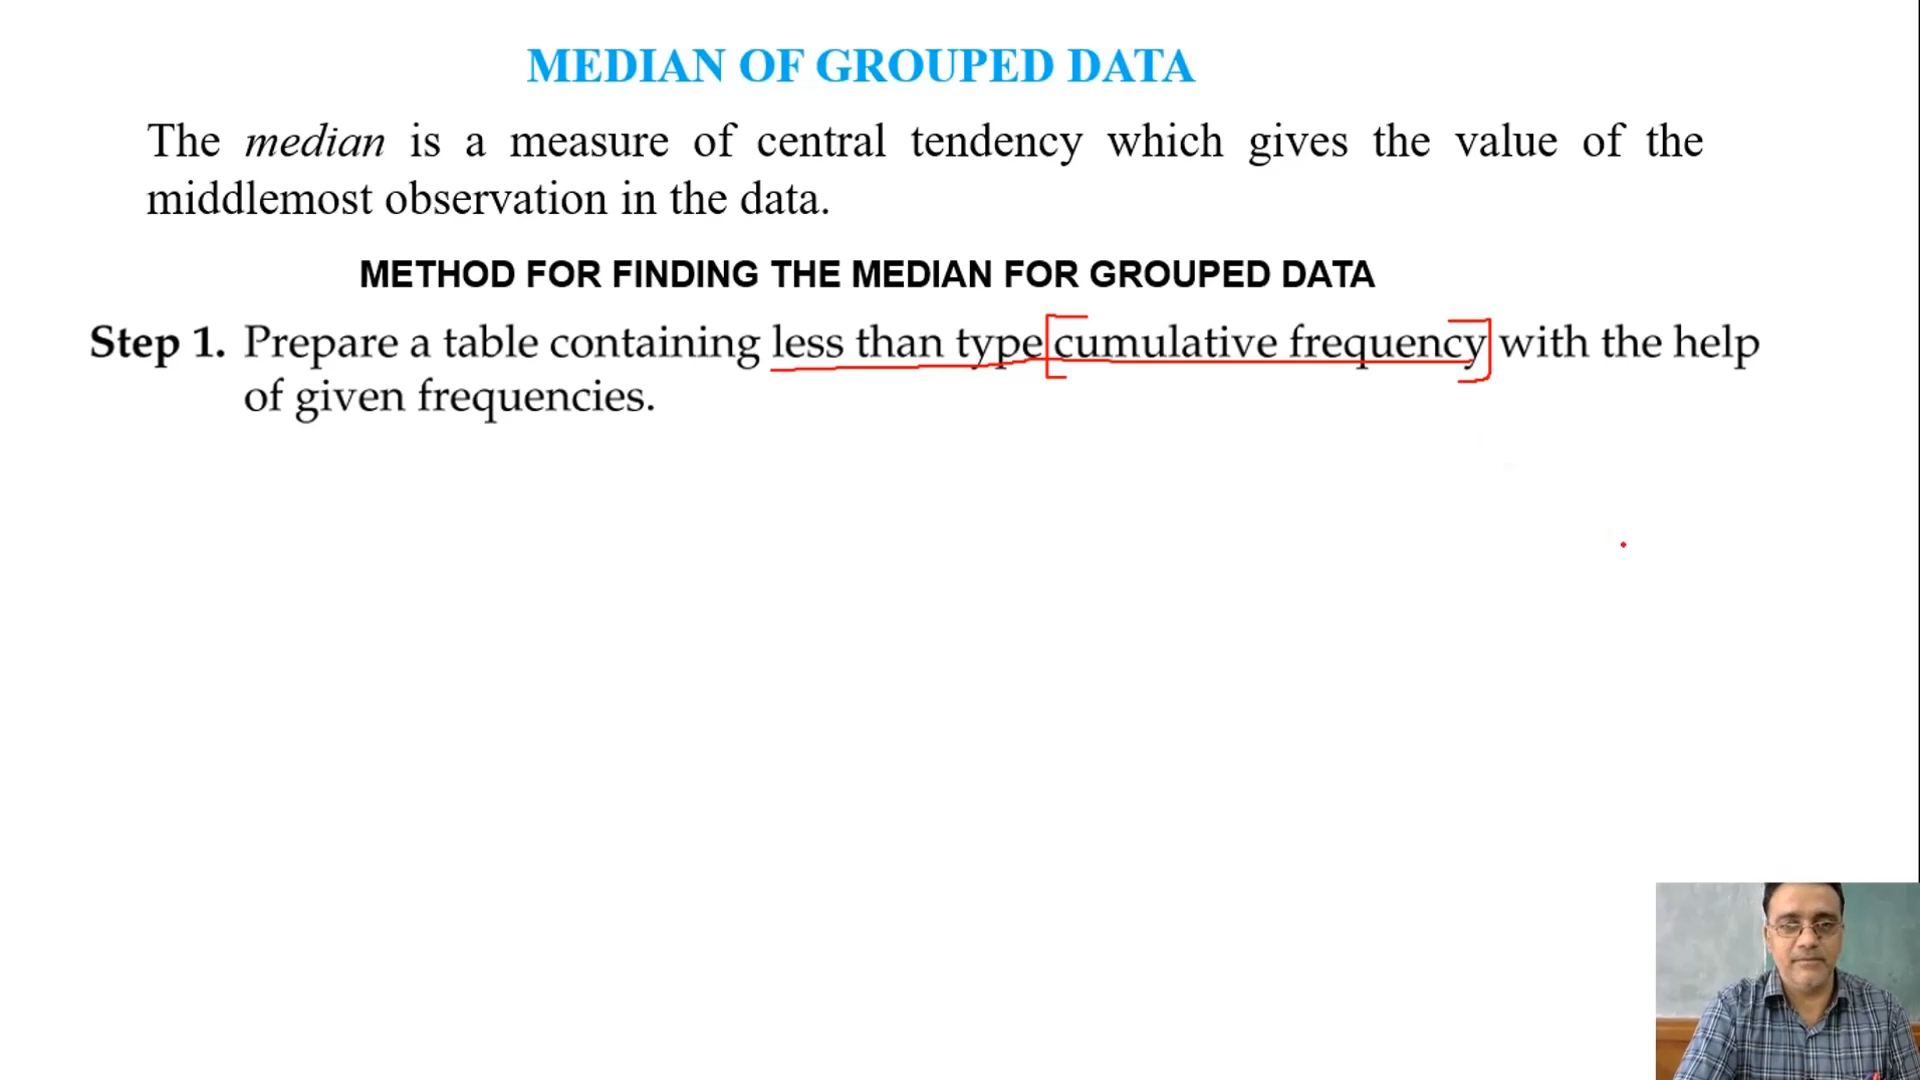 MEDIAN OF GROUPED DATA
The median is a measure of central tendency which gives the value of the
middlemost observation in the data.
METHOD FOR FINDING THE MEDIAN FOR GROUPED DATA
Step 1. Prepare a table containing less than type cumulative frequency with the help
of given frequencies.